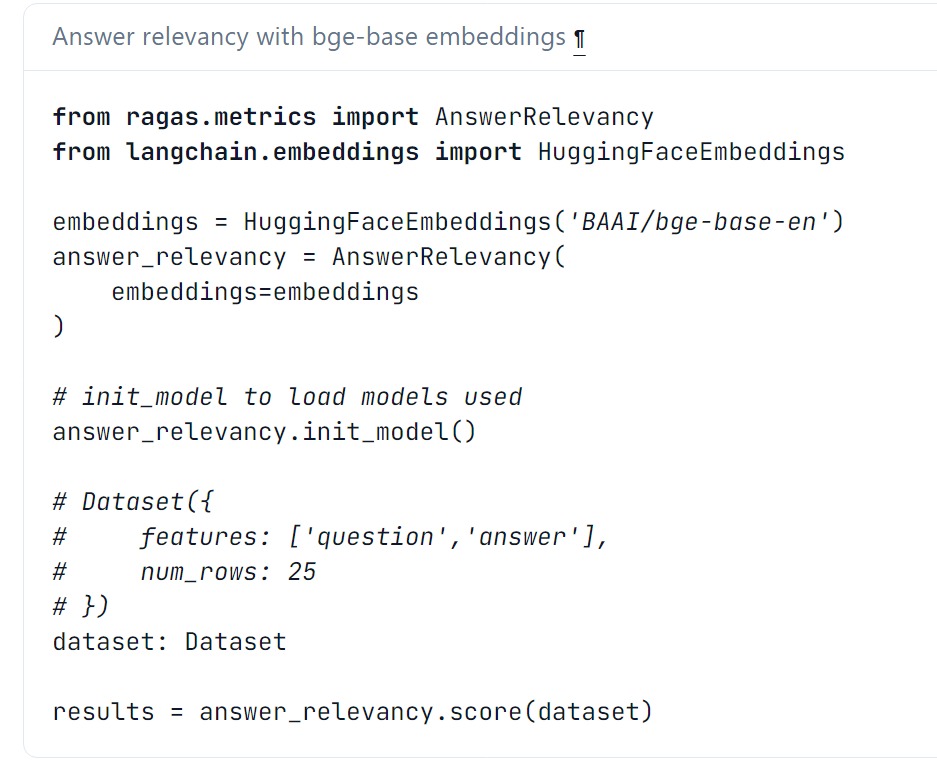 Answer relevancy with bge-base embeddings ¶
from ragas.metrics import AnswerRelevancy
from langchain.embeddings import HuggingFaceEmbeddings

embeddings = HuggingFaceEmbeddings('BAAI/bge-base-en')
answer_relevancy = AnswerRelevancy(
    embeddings=embeddings
)

# init_model to load models used
answer_relevancy.init_model()

# Dataset({
#     features: ['question','answer'],
#     num_rows: 25
# })
dataset: Dataset

results = answer_relevancy.score(dataset)